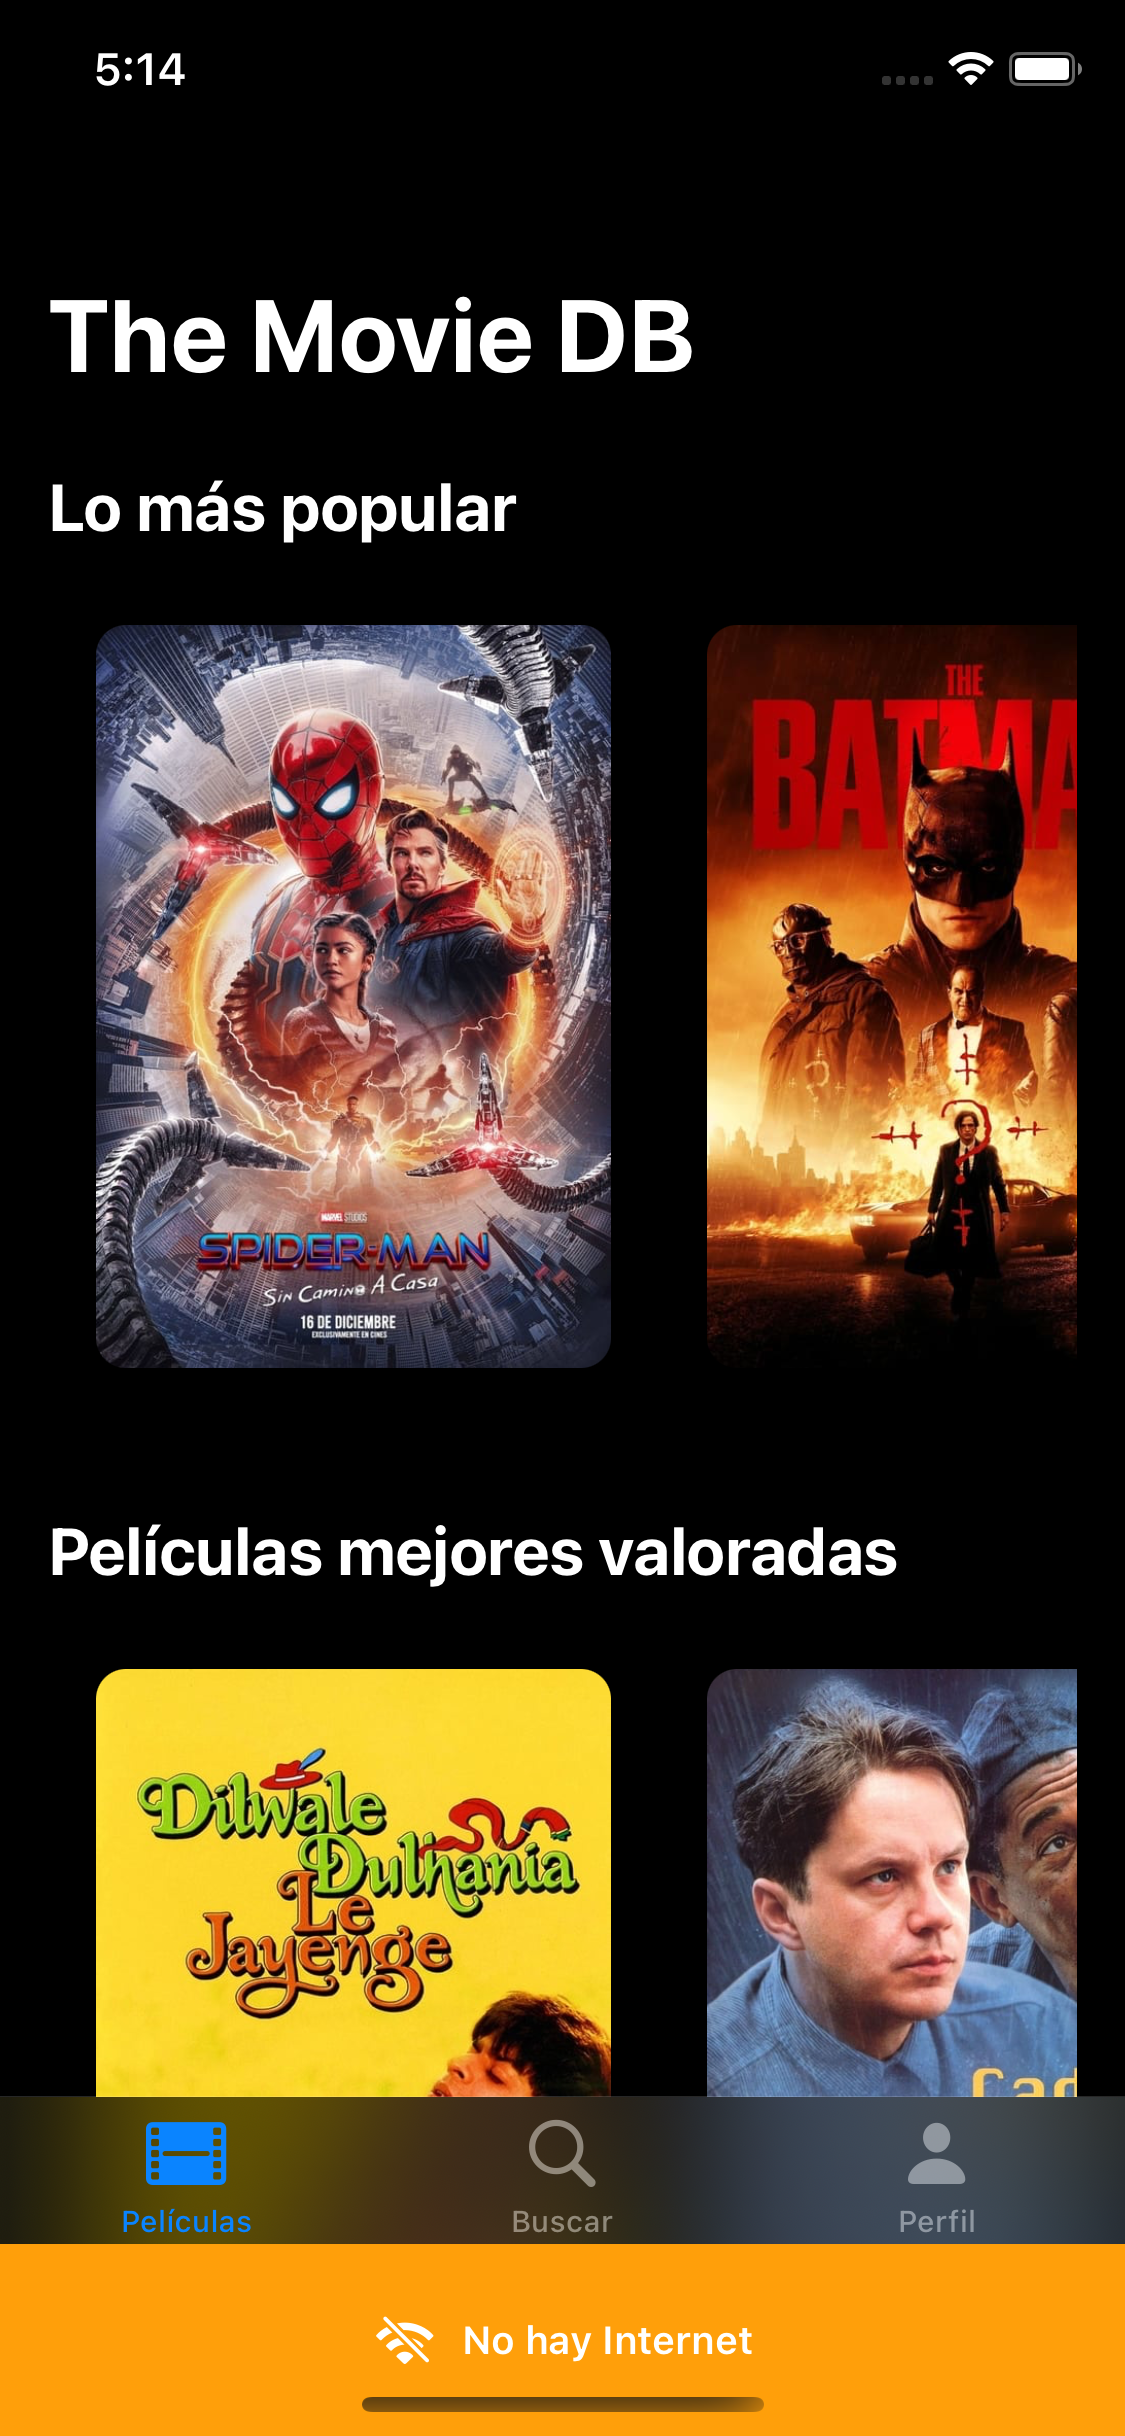 5:14
The Movie DB
Lo más popular
MARVEL STUDIOS
SPIDER-MAN
SIN CAMINO A CASA
16 DE DICIEMBRE
EXCLUSIVAMENTE EN CINES
THE
BATMA
Películas mejores valoradas
Dilwale
Dulhania
Le
Jayenge
Cad
Películas
Buscar
Perfil
No hay Internet